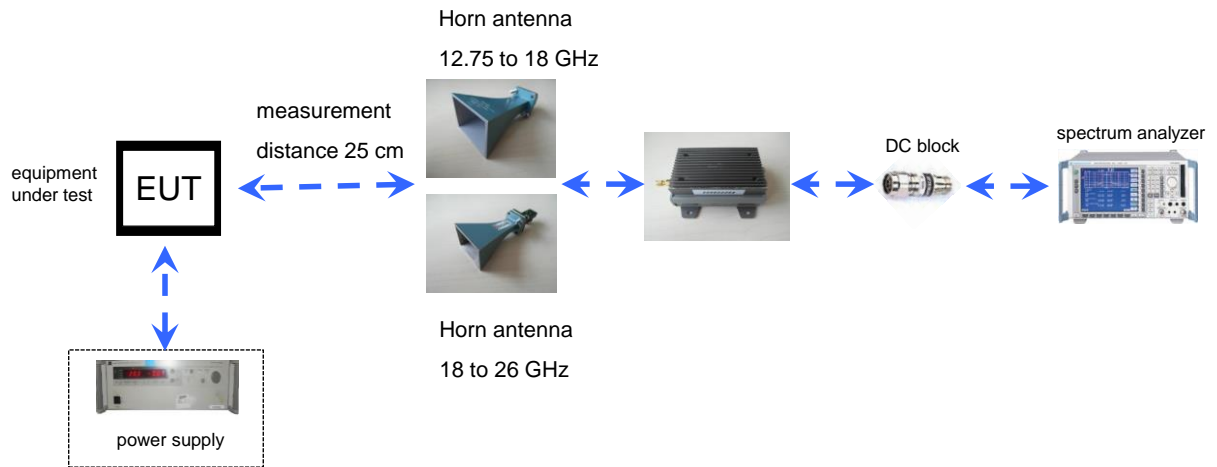 Horn antenna
12.75 to 18 GHz
measurement
distance 25 cm
equipment
under test
EUT
DC block
spectrum analyzer
Horn antenna
18 to 26 GHz
power supply